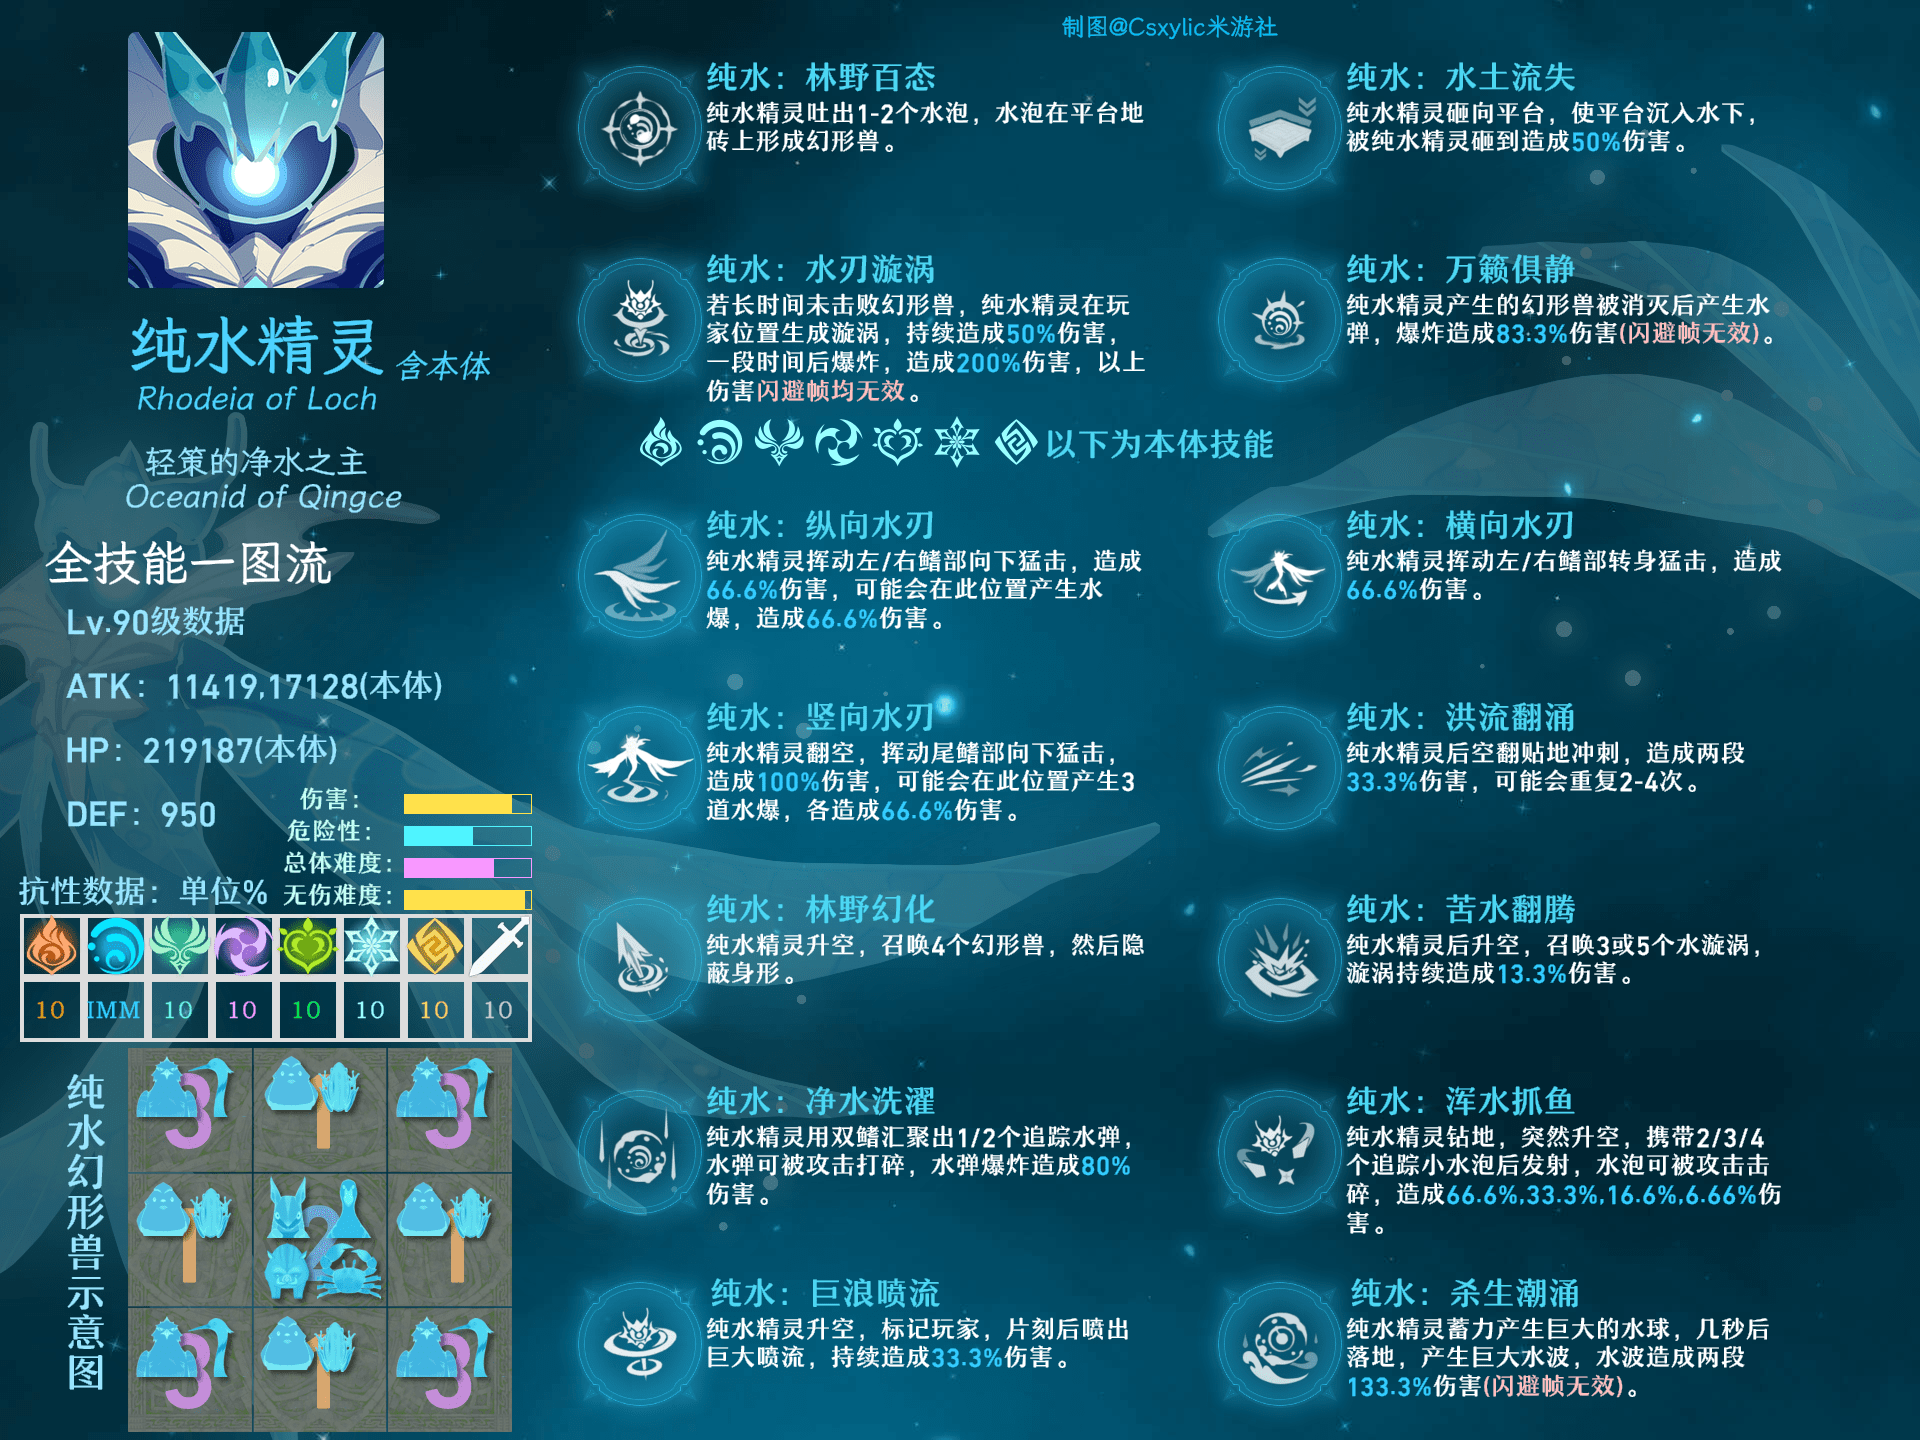 制图@Csxylic米游社
纯水精灵 含本体
Rhodeia of Loch
轻策的净水之主
Oceanid of Qingce
全技能一图流
Lv.90级数据
ATK：11419,17128(本体)
HP：219187(本体)
DEF：950
伤害：
危险性：
总体难度：
无伤难度：
抗性数据：单位%
10 IMM 10 10 10 10 10 10
纯水幻形兽示意图
3 1 3
1 2 1
3 1 3
纯水：林野百态
纯水精灵吐出1-2个水泡，水泡在平台地
砖上形成幻形兽。
纯水：水土流失
纯水精灵砸向平台，使平台沉入水下，
被纯水精灵砸到造成50%伤害。
纯水：水刃漩涡
若长时间未击败幻形兽，纯水精灵在玩
家位置生成漩涡，持续造成50%伤害，
一段时间后爆炸，造成200%伤害，以上
伤害闪避帧均无效。
纯水：万籁俱静
纯水精灵产生的幻形兽被消灭后产生水
弹，爆炸造成83.3%伤害(闪避帧无效)。
以下为本体技能
纯水：纵向水刃
纯水精灵挥动左/右鳍部向下猛击，造成
66.6%伤害，可能会在此位置产生水
爆，造成66.6%伤害。
纯水：横向水刃
纯水精灵挥动左/右鳍部转身猛击，造成
66.6%伤害。
纯水：竖向水刃
纯水精灵翻空，挥动尾鳍部向下猛击，
造成100%伤害，可能会在此位置产生3
道水爆，各造成66.6%伤害。
纯水：洪流翻涌
纯水精灵后空翻贴地冲刺，造成两段
33.3%伤害，可能会重复2-4次。
纯水：林野幻化
纯水精灵升空，召唤4个幻形兽，然后隐
蔽身形。
纯水：苦水翻腾
纯水精灵后升空，召唤3或5个水漩涡，
漩涡持续造成13.3%伤害。
纯水：净水洗濯
纯水精灵用双鳍汇聚出1/2个追踪水弹，
水弹可被攻击打碎，水弹爆炸造成80%
伤害。
纯水：浑水抓鱼
纯水精灵钻地，突然升空，携带2/3/4
个追踪小水泡后发射，水泡可被攻击击
碎，造成66.6%,33.3%,16.6%,6.66%伤
害。
纯水：巨浪喷流
纯水精灵升空，标记玩家，片刻后喷出
巨大喷流，持续造成33.3%伤害。
纯水：杀生潮涌
纯水精灵蓄力产生巨大的水球，几秒后
落地，产生巨大水波，水波造成两段
133.3%伤害(闪避帧无效)。